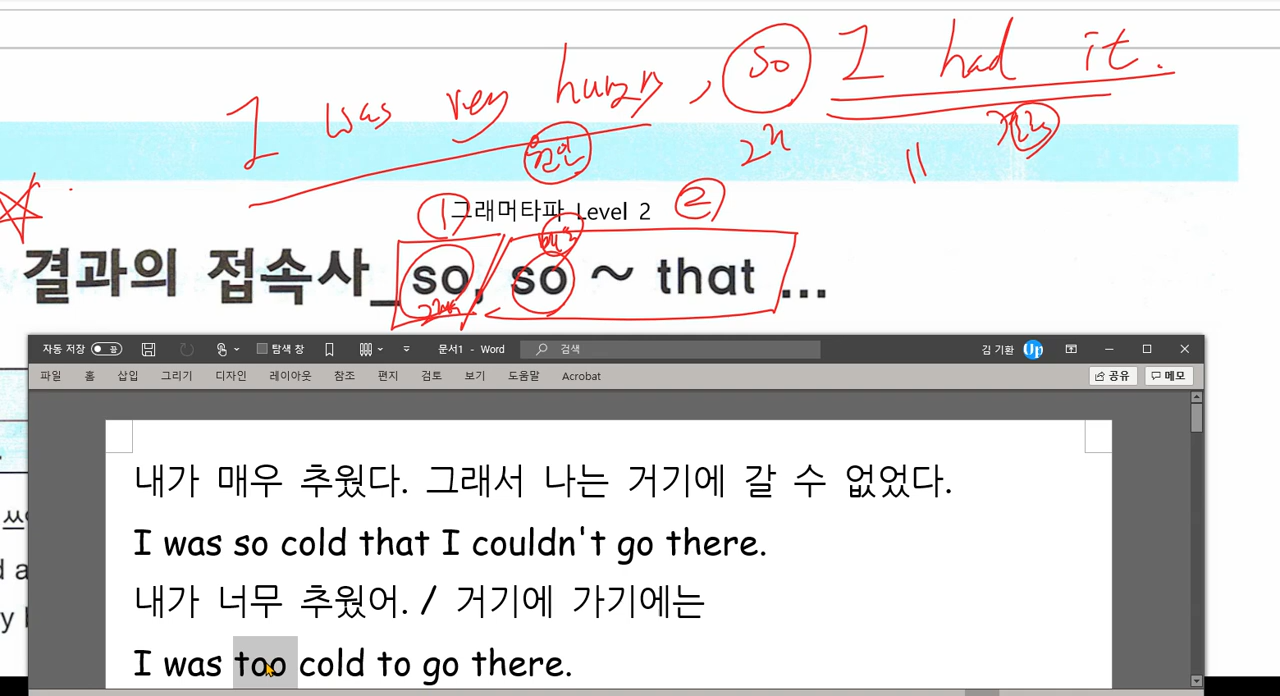 I was very hungry, so I had it.
원인
결과
① ②
그래머타파 Level 2
결과의 접속사_so, so ~ that ...
자동 저장 끔 탐색 창 문서1 - Word 검색 김 기환 Up
파일 홈 삽입 그리기 디자인 레이아웃 참조 편지 검토 보기 도움말 Acrobat 공유 메모
내가 매우 추웠다. 그래서 나는 거기에 갈 수 없었다.
I was so cold that I couldn't go there.
내가 너무 추웠어. / 거기에 가기에는
I was too cold to go there.